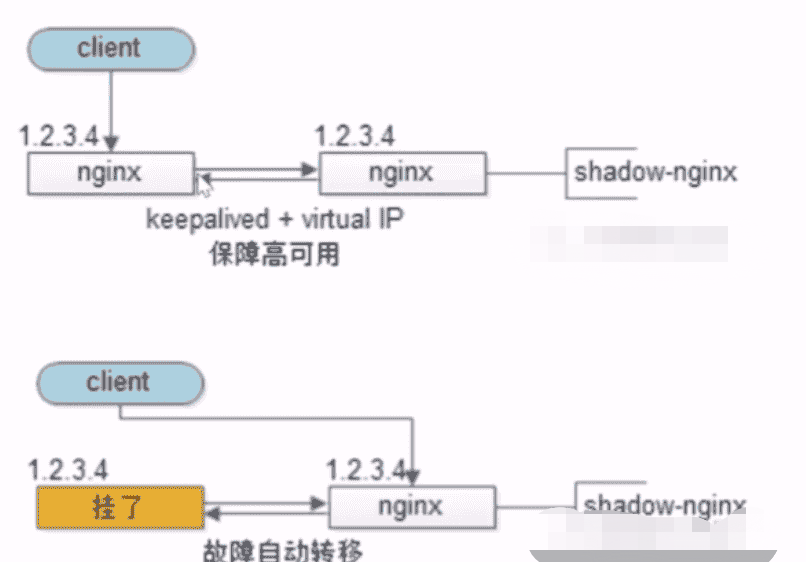 client
1.2.3.4
1.2.3.4
nginx
nginx
shadow-nginx
keepalived + virtual IP
保障高可用
client
1.2.3.4
1.2.3.4
挂了
nginx
shadow-nginx
故障自动转移